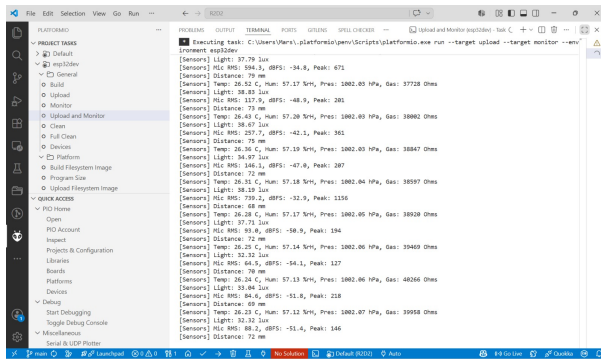 File Edit Selection View Go Run ...
R2D2
PLATFORMIO
PROJECT TASKS
Default
esp32dev
General
Build
Upload
Monitor
Upload and Monitor
Clean
Full Clean
Devices
Platform
Build Filesystem Image
Program Size
Upload Filesystem Image
QUICK ACCESS
PIO Home
Open
PIO Account
Inspect
Projects & Configuration
Libraries
Boards
Platforms
Devices
Debug
Start Debugging
Toggle Debug Console
Miscellaneous
Serial & UDP Plotter
PROBLEMS OUTPUT TERMINAL PORTS GITLENS SPELL CHECKER ... Upload and Monitor (esp32dev) - Task
* Executing task: C:\Users\Mars\.platformio\penv\Scripts\platformio.exe run --target upload --target monitor --env
ironment esp32dev
[Sensors] Light: 37.79 lux
[Sensors] Mic RMS: 594.3, dBFS: -34.8, Peak: 671
[Sensors] Distance: 79 mm
[Sensors] Temp: 26.52 C, Hum: 57.17 %rH, Pres: 1002.04 hPa, Gas: 37728 Ohms
[Sensors] Light: 38.83 lux
[Sensors] Mic RMS: 117.9, dBFS: -48.9, Peak: 201
[Sensors] Distance: 73 mm
[Sensors] Temp: 26.43 C, Hum: 57.20 %rH, Pres: 1002.03 hPa, Gas: 38002 Ohms
[Sensors] Light: 38.67 lux
[Sensors] Mic RMS: 257.7, dBFS: -42.1, Peak: 361
[Sensors] Distance: 75 mm
[Sensors] Temp: 26.36 C, Hum: 57.19 %rH, Pres: 1002.03 hPa, Gas: 38847 Ohms
[Sensors] Light: 34.97 lux
[Sensors] Mic RMS: 146.1, dBFS: -47.0, Peak: 207
[Sensors] Distance: 72 mm
[Sensors] Temp: 26.31 C, Hum: 57.18 %rH, Pres: 1002.04 hPa, Gas: 38597 Ohms
[Sensors] Light: 38.19 lux
[Sensors] Mic RMS: 739.2, dBFS: -32.9, Peak: 1156
[Sensors] Distance: 68 mm
[Sensors] Temp: 26.28 C, Hum: 57.17 %rH, Pres: 1002.05 hPa, Gas: 38920 Ohms
[Sensors] Light: 37.71 lux
[Sensors] Mic RMS: 93.0, dBFS: -50.9, Peak: 194
[Sensors] Distance: 72 mm
[Sensors] Temp: 26.25 C, Hum: 57.14 %rH, Pres: 1002.06 hPa, Gas: 39469 Ohms
[Sensors] Light: 32.32 lux
[Sensors] Mic RMS: 64.5, dBFS: -54.1, Peak: 127
[Sensors] Distance: 70 mm
[Sensors] Temp: 26.24 C, Hum: 57.13 %rH, Pres: 1002.06 hPa, Gas: 40266 Ohms
[Sensors] Light: 33.04 lux
[Sensors] Mic RMS: 84.6, dBFS: -51.8, Peak: 218
[Sensors] Distance: 69 mm
[Sensors] Temp: 26.23 C, Hum: 57.12 %rH, Pres: 1002.07 hPa, Gas: 39958 Ohms
[Sensors] Light: 32.32 lux
[Sensors] Mic RMS: 88.2, dBFS: -51.4, Peak: 146
[Sensors] Distance: 72 mm
main Launchpad 0 0 1 No Solution Default (R2D2) Auto Go Live Quokka